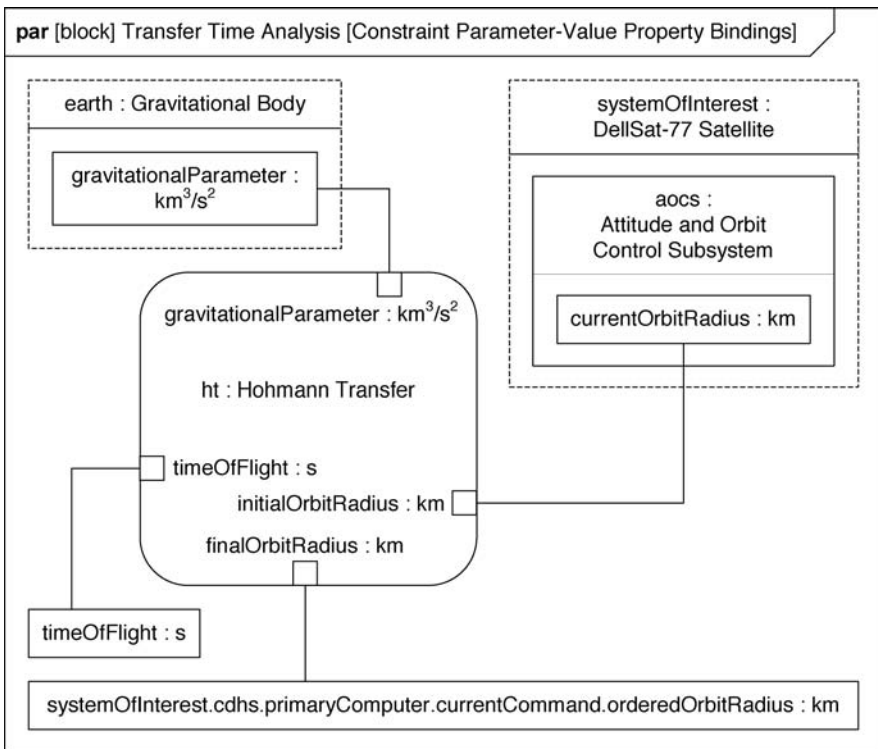 par [block] Transfer Time Analysis [Constraint Parameter-Value Property Bindings]
earth : Gravitational Body
gravitationalParameter :
km³/s²
systemOfInterest :
DellSat-77 Satellite
aocs :
Attitude and Orbit
Control Subsystem
currentOrbitRadius : km
gravitationalParameter : km³/s²
ht : Hohmann Transfer
timeOfFlight : s
initialOrbitRadius : km
finalOrbitRadius : km
timeOfFlight : s
systemOfInterest.cdhs.primaryComputer.currentCommand.orderedOrbitRadius : km